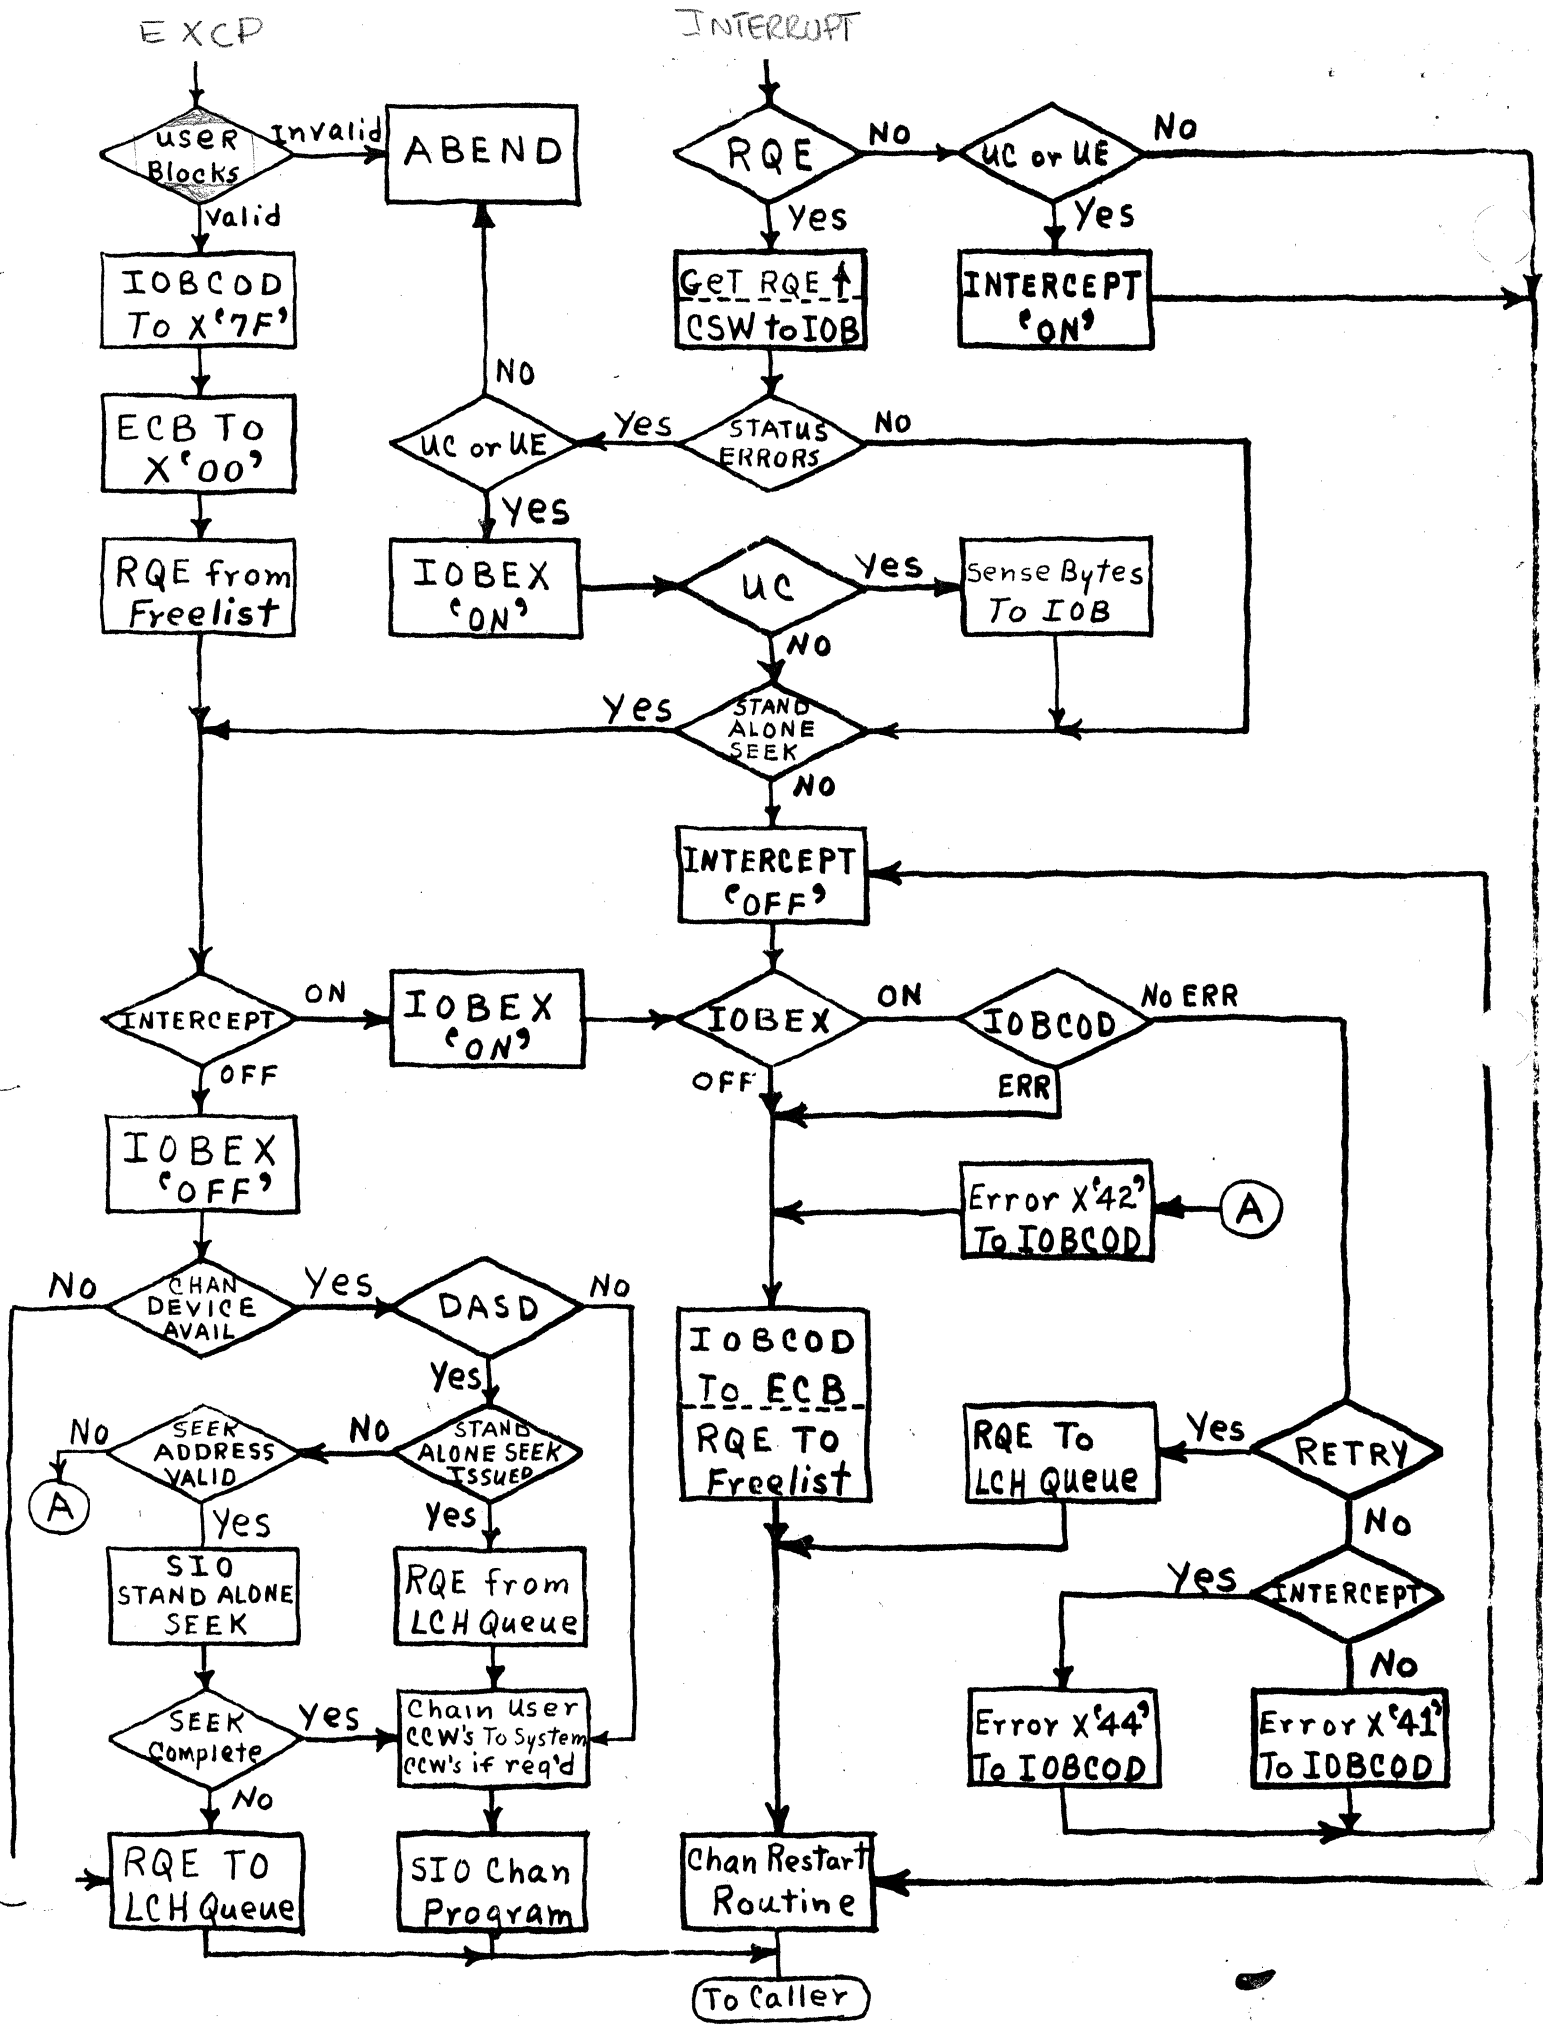 EXCP
INTERRUPT
USER
Blocks
Invalid
ABEND
RQE
NO
UC or UE
NO
Valid
Yes
Yes
IOBCOD
To X'7F'
GeT RQE ↑
CSW to IOB
INTERCEPT
'ON'
NO
ECB To
X'00'
UC or UE
Yes
STATUS
ERRORS
NO
Yes
RQE from
Freelist
IOBEX
'ON'
UC
Yes
Sense Bytes
To IOB
NO
Yes
STAND
ALONE
SEEK
NO
INTERCEPT
'OFF'
INTERCEPT
ON
IOBEX
'ON'
IOBEX
ON
IOBCOD
NO ERR
OFF
OFF
ERR
IOBEX
'OFF'
Error X'42'
To IOBCOD
A
NO
CHAN
DEVICE
AVAIL
Yes
DASD
NO
Yes
IOBCOD
To ECB
RQE TO
Freelist
NO
SEEK
ADDRESS
VALID
NO
STAND
ALONE SEEK
ISSUED
RQE To
LCH Queue
Yes
RETRY
A
Yes
Yes
NO
SIO
STAND ALONE
SEEK
RQE from
LCH Queue
Yes
INTERCEPT
NO
SEEK
Complete
Yes
Chain User
CCW's To System
CCW's if req'd
Error X'44'
To IOBCOD
Error X'41'
To IOBCOD
NO
RQE TO
LCH Queue
SIO Chan
Program
Chan Restart
Routine
To Caller